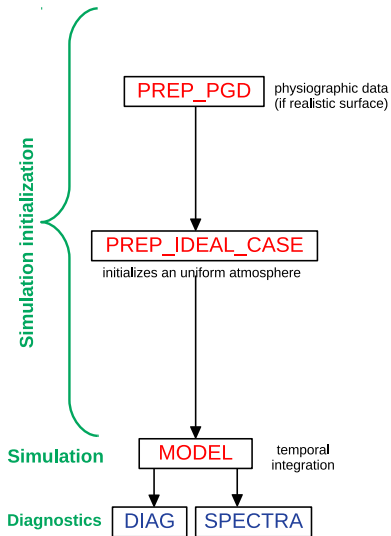 PREP_PGD
physiographic data
(if realistic surface)
Simulation initialization
PREP_IDEAL_CASE
initializes an uniform atmosphere
Simulation
MODEL
temporal
integration
Diagnostics
DIAG
SPECTRA